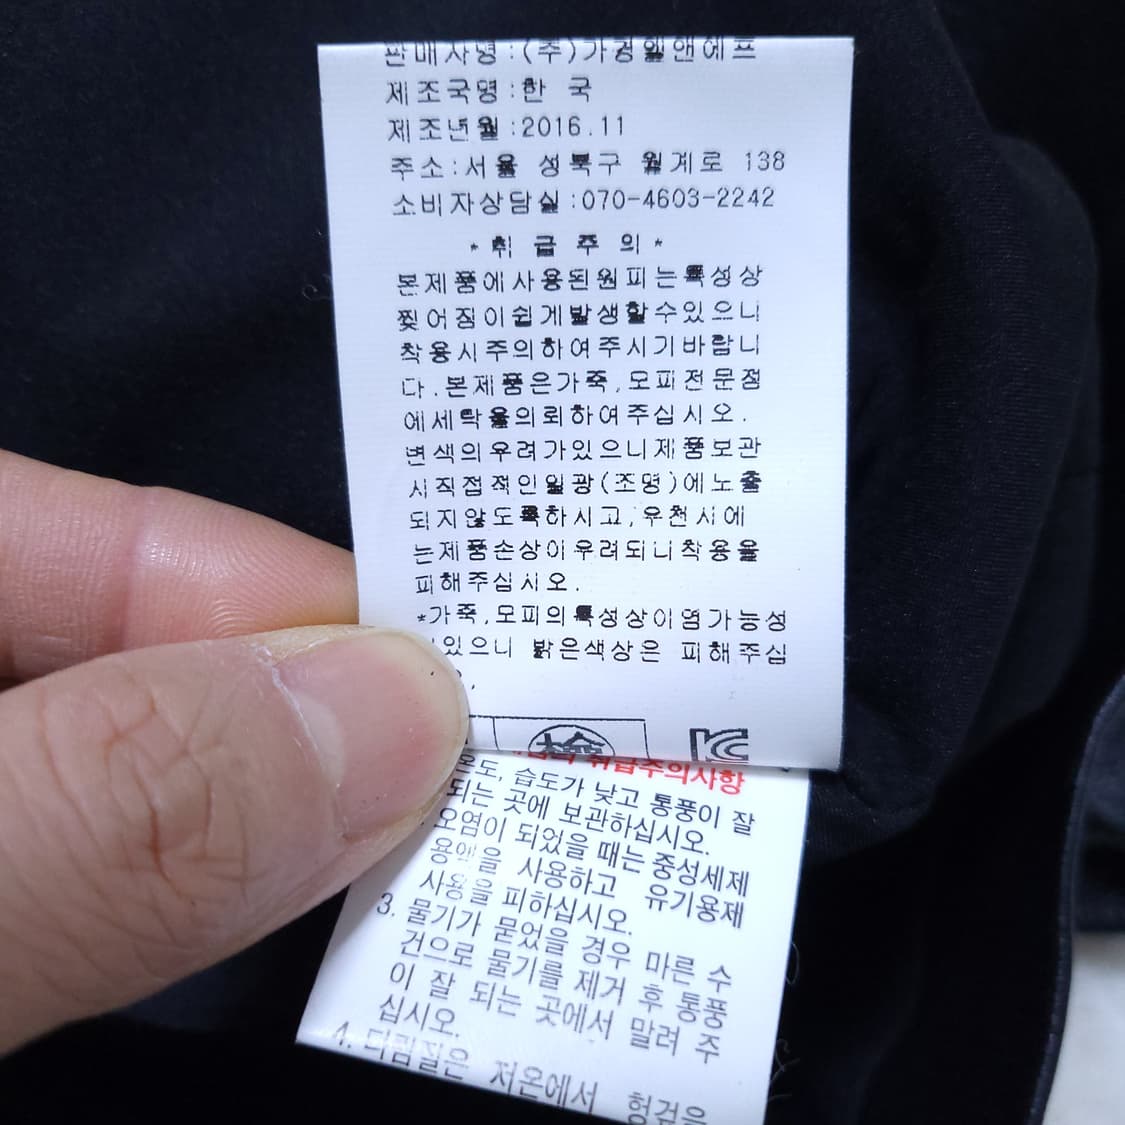 판매자명:(주)가경엘앤에프
제조국명:한 국
제조년월:2016.11
주소:서울 성북구 월계로 138
소비자상담실:070-4603-2242
*취 급 주 의*
본제품에사용된원피는특성상
찢어짐이쉽게발생할수있으니
착용시주의하여주시기바랍니
다.본제품은가죽,모피전문점
에세탁을의뢰하여주십시오.
변색의우려가있으니제품보관
시직접적인일광(조명)에노출
되지않도록하시고,우천시에
는제품손상이우려되니착용을
피해주십시오.
*가죽,모피의특성상이염가능성
있으니 밝은색상은 피해주십
檢
취급주의사항
온도, 습도가 낮고 통풍이 잘
되는 곳에 보관하십시오.
오염이 되었을 때는 중성세제
용액을 사용하고 유기용제
사용을 피하십시오.
3. 물기가 묻었을 경우 마른 수
건으로 물기를 제거 후 통풍
이 잘 되는 곳에서 말려 주
십시오.
4. 다림질은 저온에서 헝겊을